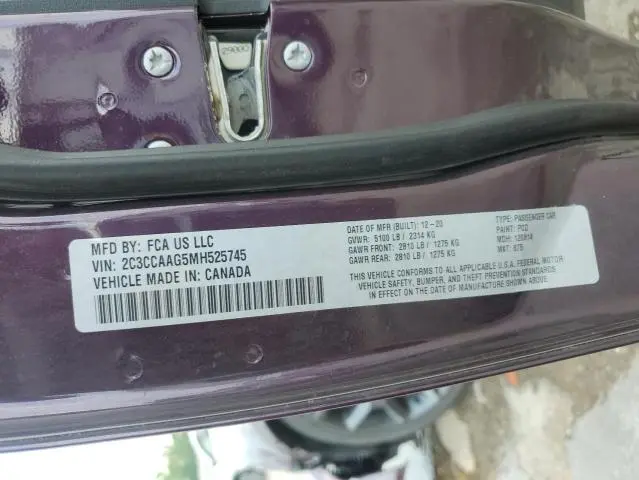 29000
MFD BY: FCA US LLC
VIN: 2C3CCAAG5MH525745
VEHICLE MADE IN: CANADA
DATE OF MFR (BUILT): 12-20
GVWR: 5100 LB / 2314 KG
GAWR FRONT: 2810 LB / 1275 KG
GAWR REAR: 2810 LB / 1275 KG
TYPE: PASSENGER CAR
PAINT: PCD
MDH:
MKT:
THIS VEHICLE CONFORMS TO ALL APPLICABLE U.S.A. FEDERAL MOTOR
VEHICLE SAFETY, BUMPER, AND THEFT PREVENTION STANDARDS
IN EFFECT ON THE DATE OF MANUFACTURE SHOWN ABOVE.